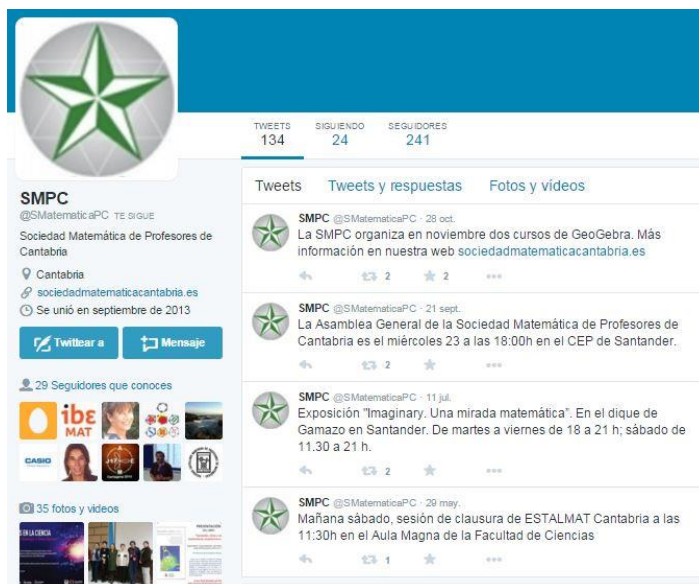 TWEETS SIGUIENDO SEGUIDORES
134 24 241
SMPC
@SMatematicaPC TE SIGUE
Sociedad Matemática de Profesores de
Cantabria
Cantabria
sociedadmatematicacantabria.es
Se unió en septiembre de 2013
Twittear a Mensaje
29 Seguidores que conoces
ibe
MAT
CASIO
35 fotos y videos
EN LA CIENCIA
Tweets Tweets y respuestas Fotos y vídeos
SMPC @SMatematicaPC · 28 oct.
La SMPC organiza en noviembre dos cursos de GeoGebra. Más
información en nuestra web sociedadmatematicacantabria.es
2 2
SMPC @SMatematicaPC · 21 sept.
La Asamblea General de la Sociedad Matemática de Profesores de
Cantabria es el miércoles 23 a las 18:00h en el CEP de Santander.
2
SMPC @SMatematicaPC · 11 jul.
Exposición "Imaginary. Una mirada matemática". En el dique de
Gamazo en Santander. De martes a viernes de 18 a 21 h; sábado de
11.30 a 21 h.
2
SMPC @SMatematicaPC · 29 may.
Mañana sábado, sesión de clausura de ESTALMAT Cantabria a las
11:30h en el Aula Magna de la Facultad de Ciencias
1